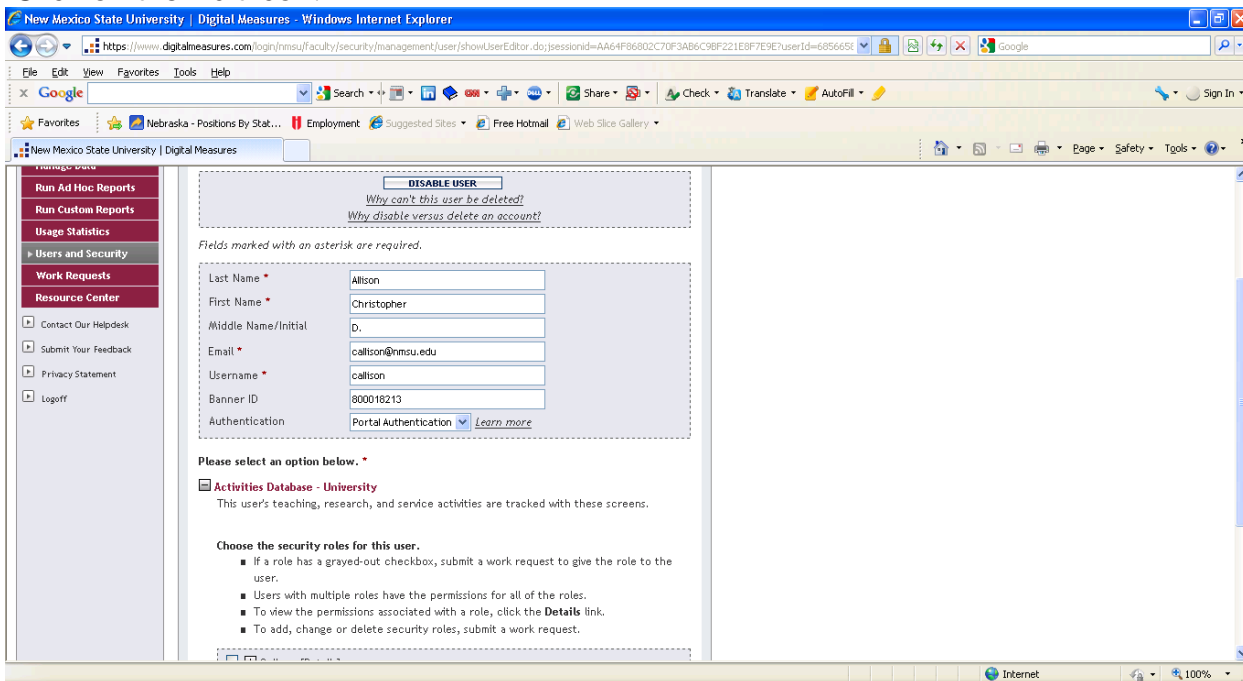 New Mexico State University | Digital Measures - Windows Internet Explorer
https://www.digitalmeasures.com/login/nmsu/faculty/security/management/user/showUserEditor.do;jsessionid=AA64F86802C70F3AB6C9BF221E8F7E9E?userId=685665
Google
File Edit View Favorites Tools Help
x Google Search Share Check Translate AutoFill Sign In
Favorites Nebraska - Positions By Stat... Employment Suggested Sites Free Hotmail Web Slice Gallery
New Mexico State University | Digital Measures
Page Safety Tools
Manage Data
Run Ad Hoc Reports
Run Custom Reports
Usage Statistics
Users and Security
Work Requests
Resource Center
Contact Our Helpdesk
Submit Your Feedback
Privacy Statement
Logoff
DISABLE USER
Why can't this user be deleted?
Why disable versus delete an account?
Fields marked with an asterisk are required.
Last Name * Allison
First Name * Christopher
Middle Name/Initial D.
Email * callison@nmsu.edu
Username * callison
Banner ID 800018213
Authentication Portal Authentication Learn more
Please select an option below. *
Activities Database - University
This user's teaching, research, and service activities are tracked with these screens.
Choose the security roles for this user.
■ If a role has a grayed-out checkbox, submit a work request to give the role to the
user.
■ Users with multiple roles have the permissions for all of the roles.
■ To view the permissions associated with a role, click the Details link.
■ To add, change or delete security roles, submit a work request.
Internet 100%